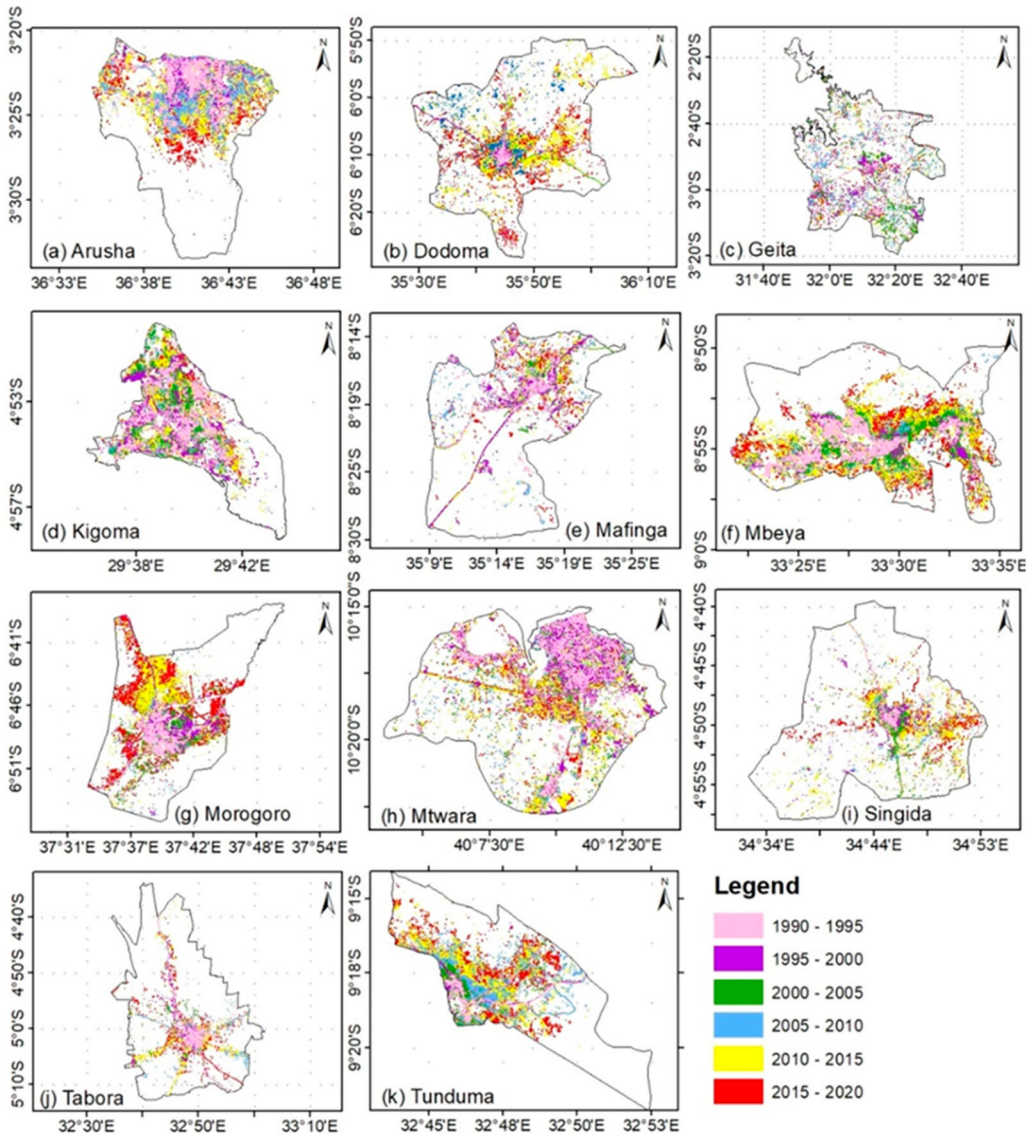 N
3°20'S
3°25'S
3°30'S
(a) Arusha
36°33'E 36°38'E 36°43'E 36°48'E
N
5°50'S
6°0'S
6°10'S
6°20'S
(b) Dodoma
35°30'E 35°50'E 36°10'E
N
2°20'S
2°40'S
3°0'S
3°20'S
(c) Geita
31°40'E 32°0'E 32°20'E 32°40'E
N
4°53'S
4°57'S
(d) Kigoma
29°38'E 29°42'E
N
8°14'S
8°19'S
8°25'S
8°30'S
(e) Mafinga
35°9'E 35°14'E 35°19'E 35°25'E
N
8°50'S
8°55'S
9°0'S
(f) Mbeya
33°25'E 33°30'E 33°35'E
N
6°41'S
6°46'S
6°51'S
(g) Morogoro
37°31'E 37°37'E 37°42'E 37°48'E 37°54'E
N
10°15'0"S
10°20'0"S
(h) Mtwara
40°7'30"E 40°12'30"E
N
4°40'S
4°45'S
4°50'S
4°55'S
(i) Singida
34°34'E 34°44'E 34°53'E
N
4°40'S
4°50'S
5°0'S
5°10'S
(j) Tabora
32°30'E 32°50'E 33°10'E
N
9°15'S
9°18'S
9°20'S
(k) Tunduma
32°45'E 32°48'E 32°50'E 32°53'E
Legend
1990 - 1995
1995 - 2000
2000 - 2005
2005 - 2010
2010 - 2015
2015 - 2020